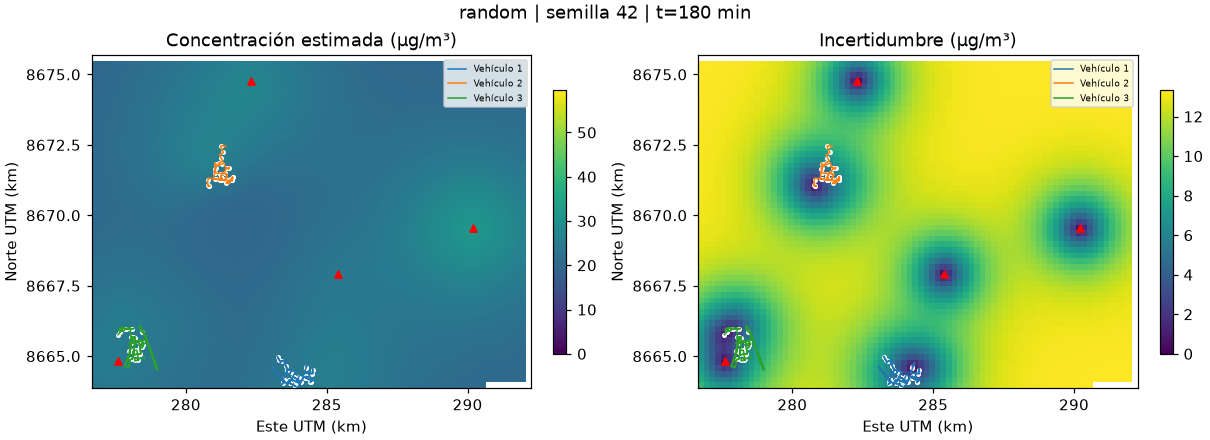 random | semilla 42 | t=180 min
Concentración estimada (µg/m³)
Norte UTM (km)
8675.0
8672.5
8670.0
8667.5
8665.0
280
285
290
Este UTM (km)
Vehículo 1
Vehículo 2
Vehículo 3
50
40
30
20
10
0
Incertidumbre (µg/m³)
Norte UTM (km)
8675.0
8672.5
8670.0
8667.5
8665.0
280
285
290
Este UTM (km)
Vehículo 1
Vehículo 2
Vehículo 3
12
10
8
6
4
2
0